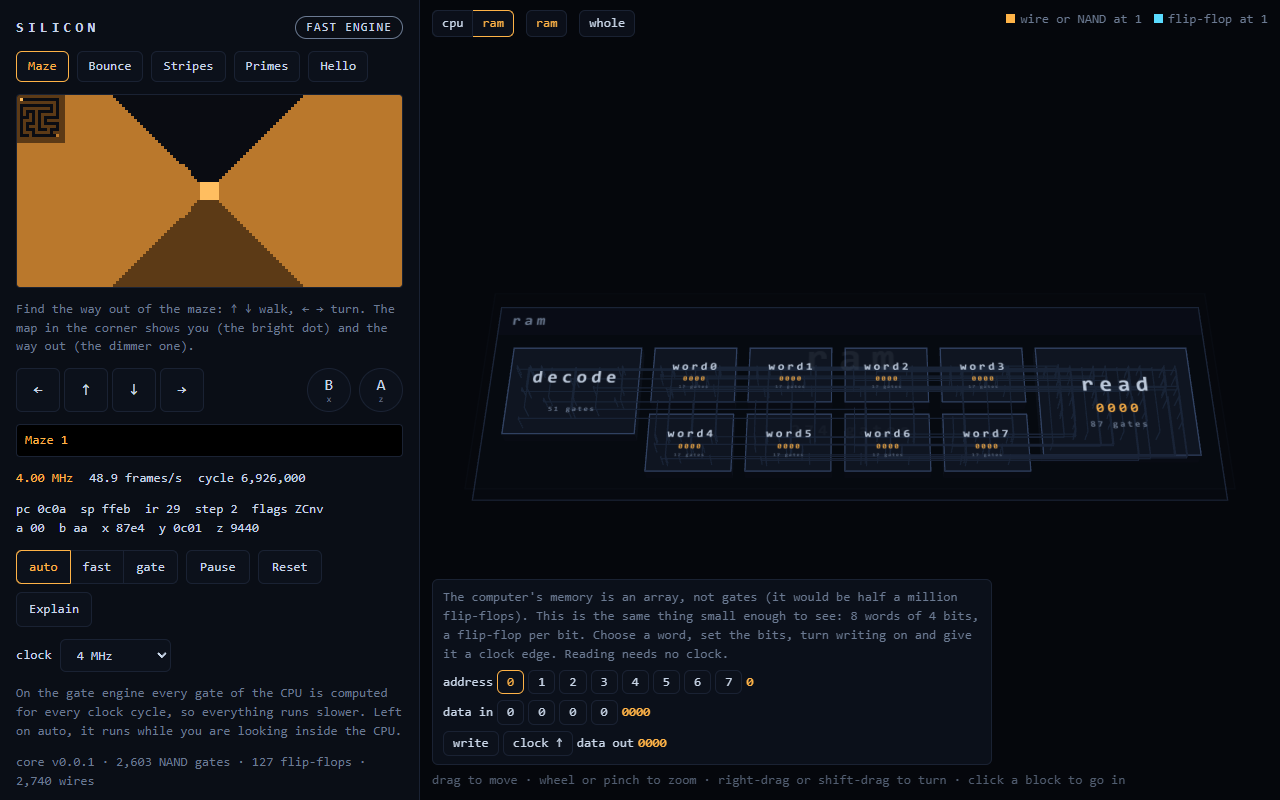 SILICON
FAST ENGINE
Maze Bounce Stripes Primes Hello
Find the way out of the maze: ↑ ↓ walk, ← → turn. The
map in the corner shows you (the bright dot) and the
way out (the dimmer one).
← ↑ ↓ →
B
x
A
z
Maze 1
4.00 MHz 48.9 frames/s cycle 6,926,000
pc 0c0a sp ffeb ir 29 step 2 flags ZCnv
a 00 b aa x 87e4 y 0c01 z 9440
auto fast gate Pause Reset
Explain
clock 4 MHz
On the gate engine every gate of the CPU is computed
for every clock cycle, so everything runs slower. Left
on auto, it runs while you are looking inside the CPU.
core v0.0.1 · 2,603 NAND gates · 127 flip-flops ·
2,740 wires
cpu ram ram whole
wire or NAND at 1 flip-flop at 1
ram
ram
decode
51 gates
word0
0000
word1
0000
word2
0000
word3
0000
read
0000
87 gates
word4
0000
word5
0000
word6
0000
word7
0000
The computer's memory is an array, not gates (it would be half a million
flip-flops). This is the same thing small enough to see: 8 words of 4 bits,
a flip-flop per bit. Choose a word, set the bits, turn writing on and give
it a clock edge. Reading needs no clock.
address 0 1 2 3 4 5 6 7 0
data in 0 0 0 0 0000
write clock ↑ data out 0000
drag to move · wheel or pinch to zoom · right-drag or shift-drag to turn · click a block to go in